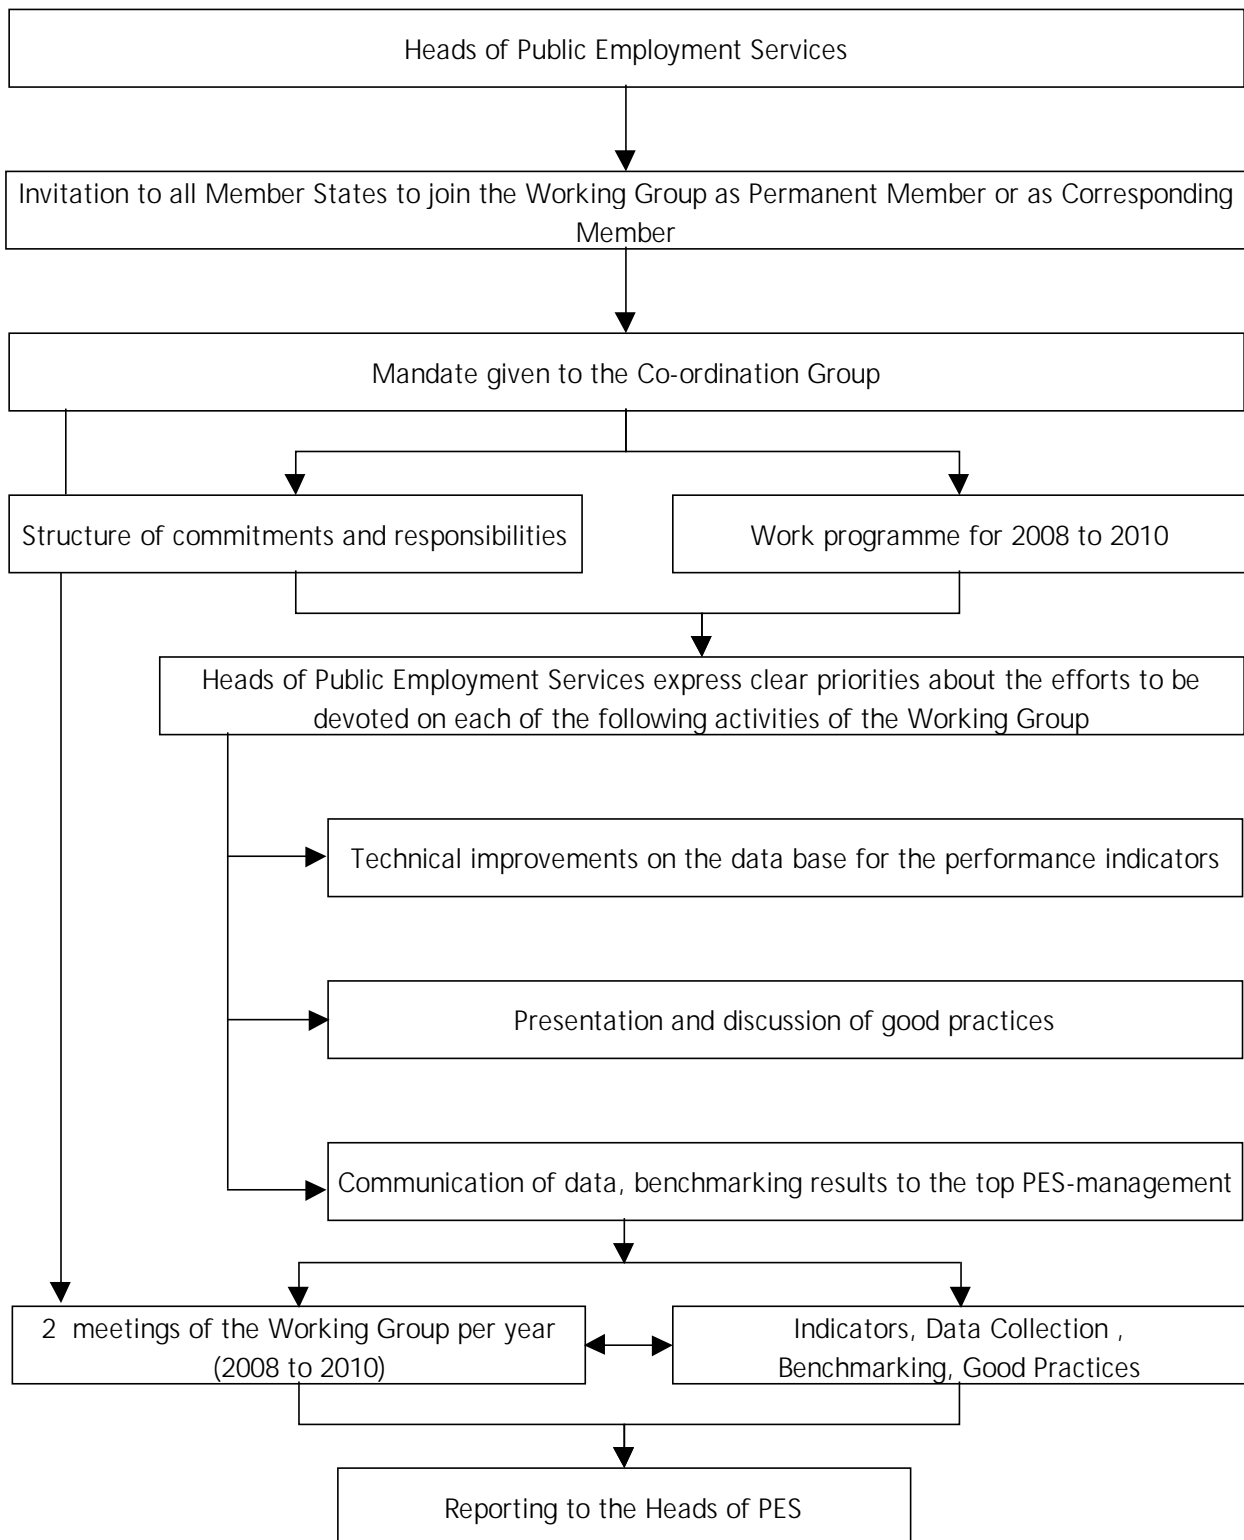 Heads of Public Employment Services
Invitation to all Member States to join the Working Group as Permanent Member or as Corresponding
Member
Mandate given to the Co-ordination Group
Structure of commitments and responsibilities
Work programme for 2008 to 2010
Heads of Public Employment Services express clear priorities about the efforts to be
devoted on each of the following activities of the Working Group
Technical improvements on the data base for the performance indicators
Presentation and discussion of good practices
Communication of data, benchmarking results to the top PES-management
2 meetings of the Working Group per year
(2008 to 2010)
Indicators, Data Collection ,
Benchmarking, Good Practices
Reporting to the Heads of PES